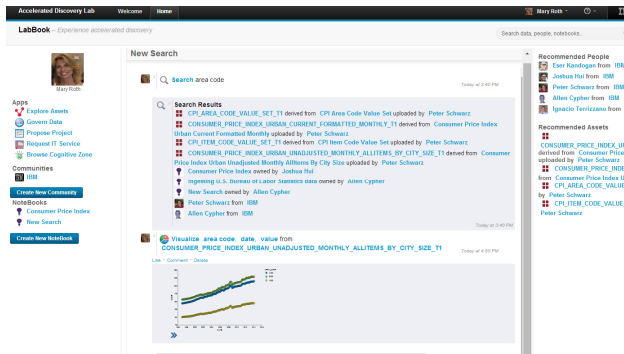 Accelerated Discovery Lab
Welcome
Home
Mary Roth
LabBook – Experience accelerated discovery
Search data, people, notebooks..
Mary Roth
Apps
Explore Assets
Govern Data
Propose Project
Request IT Service
Browse Cognitive Zone
Communities
IBM
Create New Community
NoteBooks
Consumer Price Index
New Search
Create New NoteBook
New Search
Search area code
Today at 3:40 PM
Search Results
CPI_AREA_CODE_VALUE_SET_T1 derived from CPI Area Code Value Set uploaded by Peter Schwarz
CONSUMER_PRICE_INDEX_URBAN_CURRENT_FORMATTED_MONTHLY_T1 derived from Consumer Price Index
Urban Current Formatted Monthly uploaded by Peter Schwarz
CPI_ITEM_CODE_VALUE_SET_T1 derived from CPI Item Code Value Set uploaded by Peter Schwarz
CONSUMER_PRICE_INDEX_URBAN_UNADJUSTED_MONTHLY_ALLITEMS_BY_CITY_SIZE_T1 derived from Consumer
Price Index Urban Unadjusted Monthly Allitems By City Size uploaded by Peter Schwarz
Consumer Price Index owned by Joshua Hui
Ingesting U.S. Bureau of Labor Statistics data owned by Allen Cypher
New Search owned by Allen Cypher
Peter Schwarz from IBM
Allen Cypher from IBM
Today at 3:40 PM
Visualize area code, date, value from
CONSUMER_PRICE_INDEX_URBAN_UNADJUSTED_MONTHLY_ALLITEMS_BY_CITY_SIZE_T1
Today at 4:50 PM
Like · Comment · Delete
Recommended People
Eser Kandogan from IBM
Joshua Hui from IBM
Peter Schwarz from IBM
Allen Cypher from IBM
Ignacio Terrizzano from
Recommended Assets
CONSUMER_PRICE_INDEX_UR
derived from Consumer Price
uploaded by Peter Schwarz
CONSUMER_PRICE_INDE
from Consumer Price Index U
CPI_AREA_CODE_VALUE
by Peter Schwarz
CPI_ITEM_CODE_VALUE_
Peter Schwarz